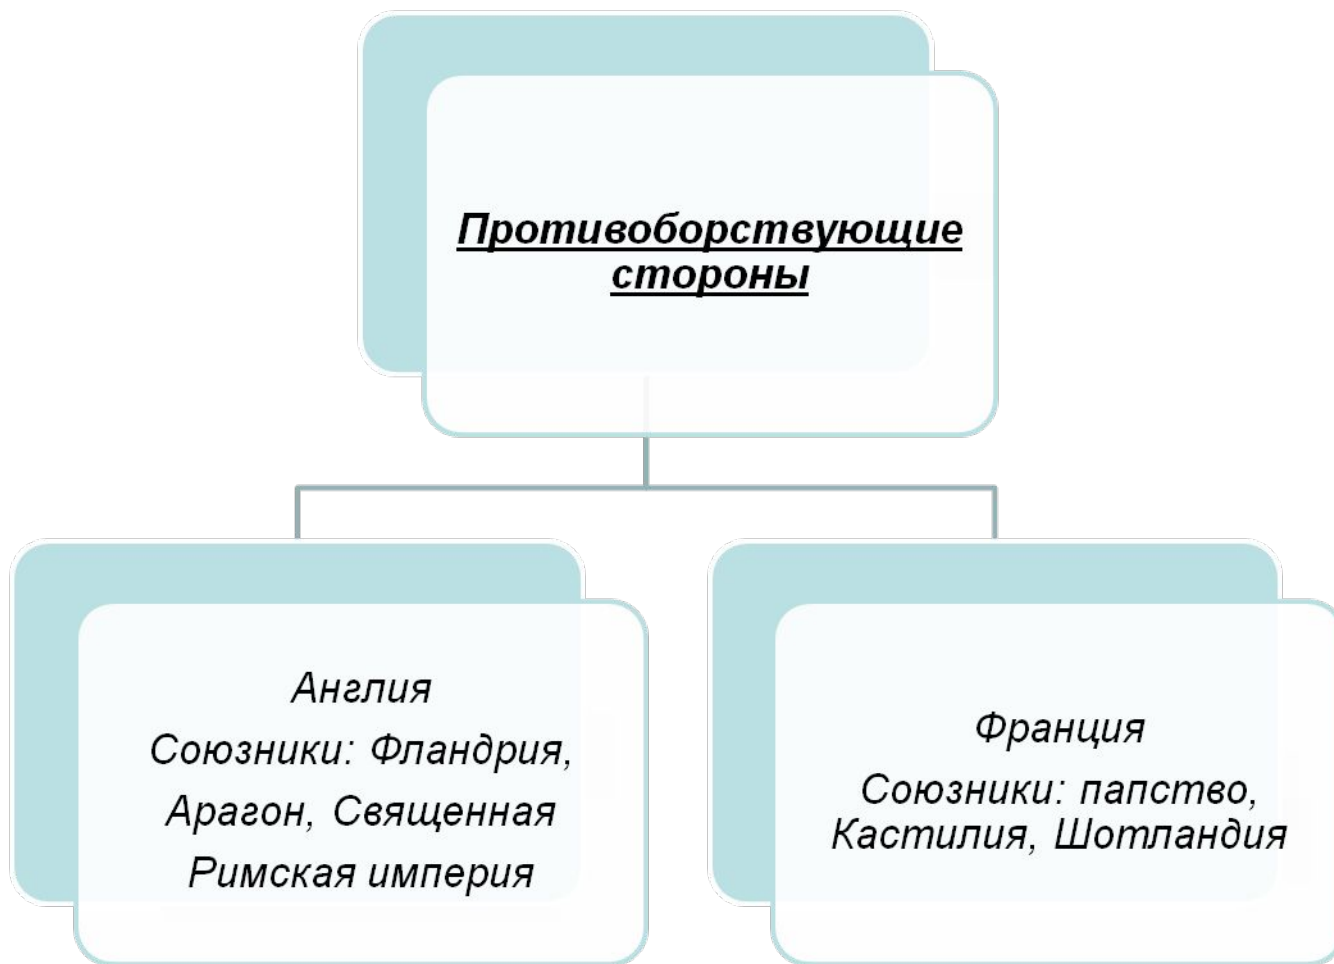 Противоборствующие
стороны
Англия
Союзники: Фландрия,
Арагон, Священная
Римская империя
Франция
Союзники: папство,
Кастилия, Шотландия